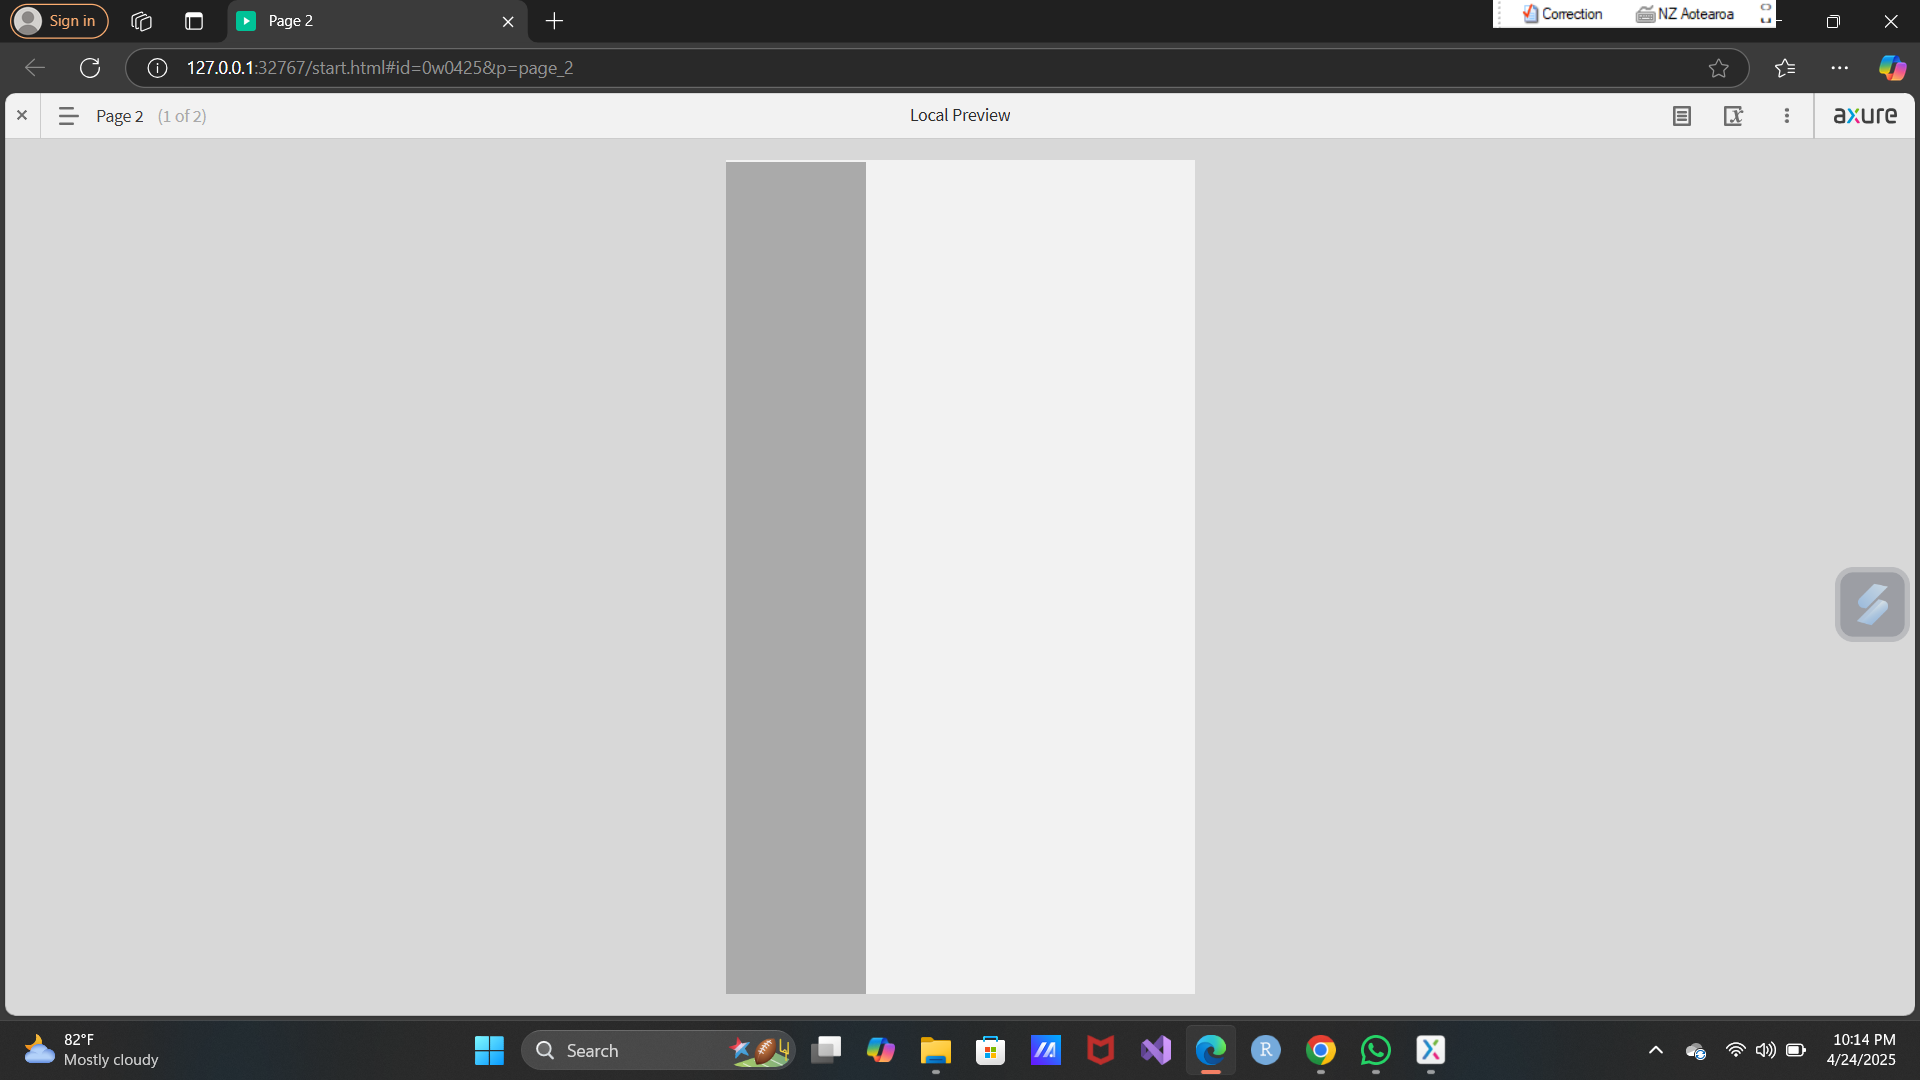 Sign in
Page 2
Correction
NZ Aotearoa
127.0.0.1:32767/start.html#id=0w0425&p=page_2
Page 2 (1 of 2)
Local Preview
axure
82°F
Mostly cloudy
Search
R
10:14 PM
4/24/2025